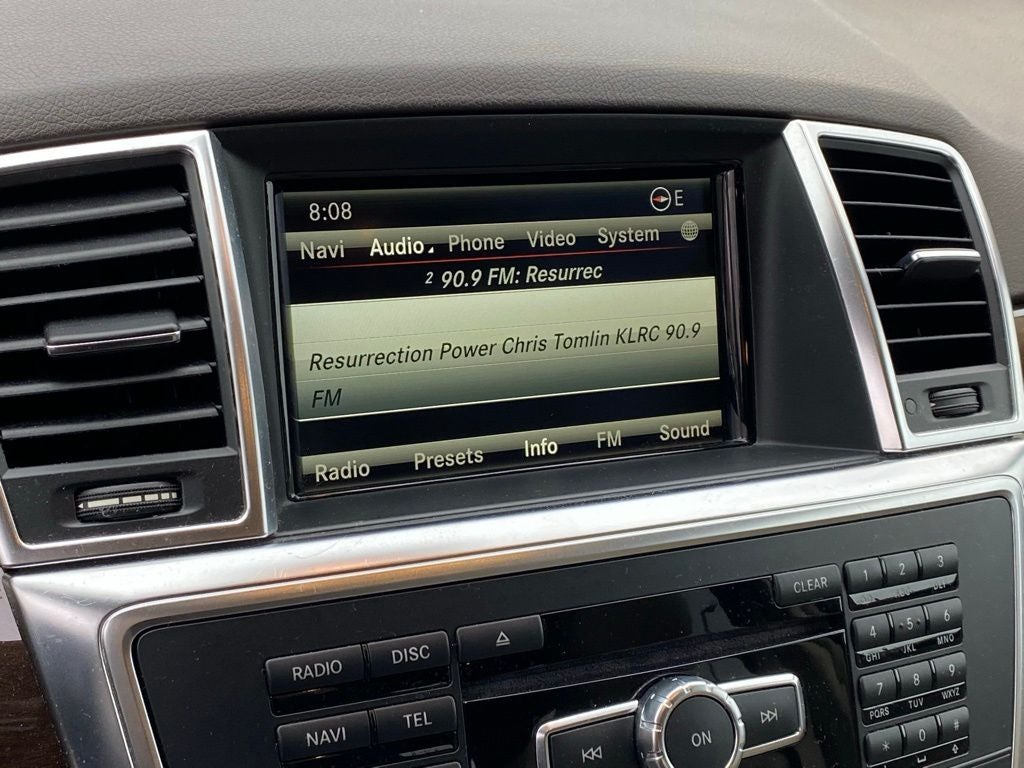 8:08 E
Navi Audio Phone Video System
2 90.9 FM: Resurrec
Resurrection Power Chris Tomlin KLRC 90.9
FM
Radio Presets Info FM Sound
CLEAR 1 2 3
RADIO DISC 4 5 6
GHI JKL MNO
7 8 9
PQRS TUV WXYZ
NAVI TEL ON * 0 #